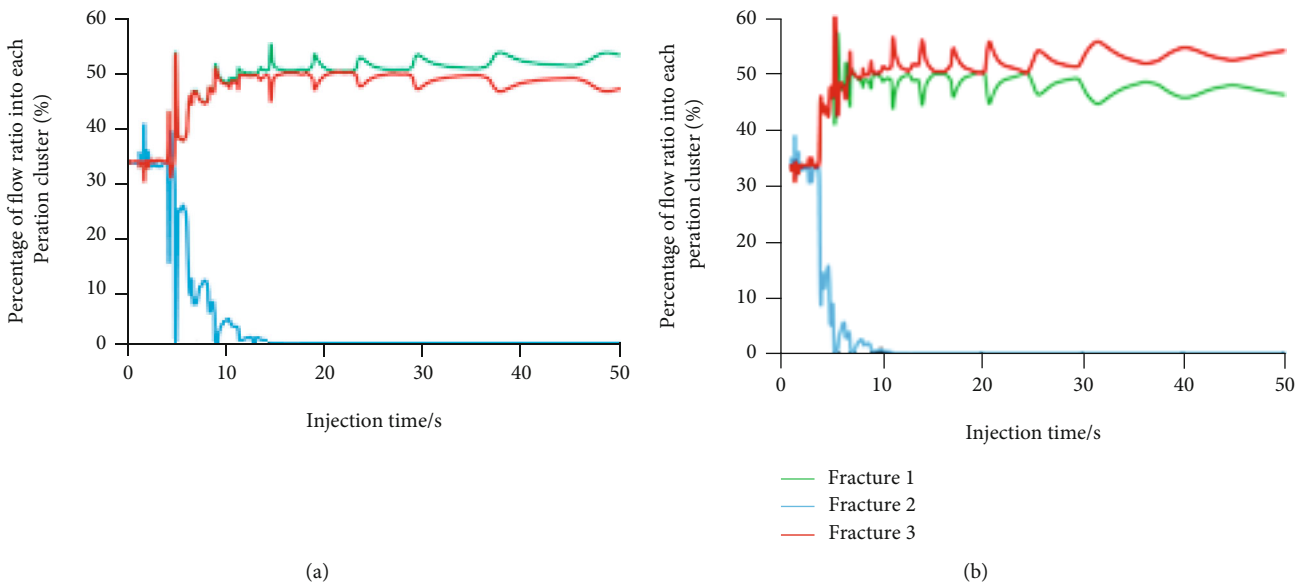 Percentage of flow ratio into each
Peration cluster (%)
60
50
40
30
20
10
0
0 10 20 30 40 50
Injection time/s
(a)
Percentage of flow ratio into each
peration cluster (%)
60
50
40
30
20
10
0
0 10 20 30 40 50
Injection time/s
Fracture 1
Fracture 2
Fracture 3
(b)